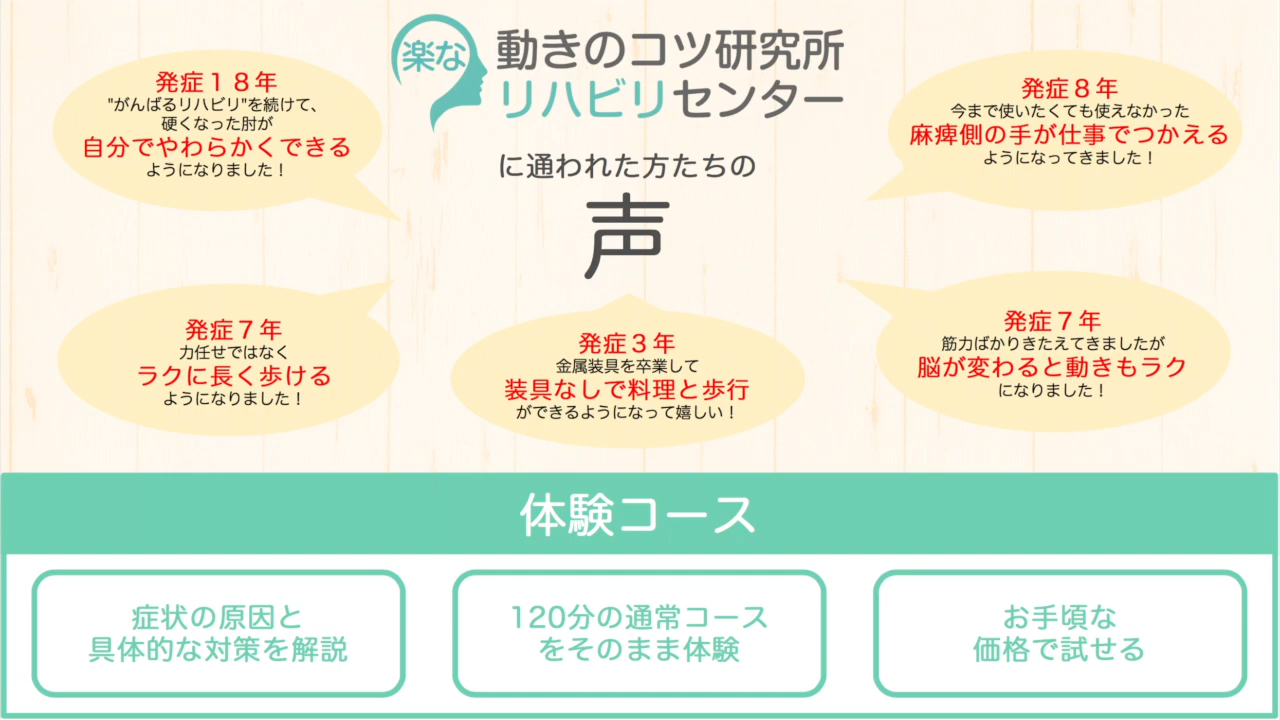 楽な
動きのコツ研究所
リハビリセンター
に通われた方たちの
声
発症１８年
"がんばるリハビリ"を続けて、
硬くなった肘が
自分でやわらかくできる
ようになりました！
発症８年
今まで使いたくても使えなかった
麻痺側の手が仕事でつかえる
ようになってきました！
発症７年
力任せではなく
ラクに長く歩ける
ようになりました！
発症３年
金属装具を卒業して
装具なしで料理と歩行
ができるようになって嬉しい！
発症７年
筋力ばかりきたえてきましたが
脳が変わると動きもラク
になりました！
体験コース
症状の原因と
具体的な対策を解説
120分の通常コース
をそのまま体験
お手頃な
価格で試せる